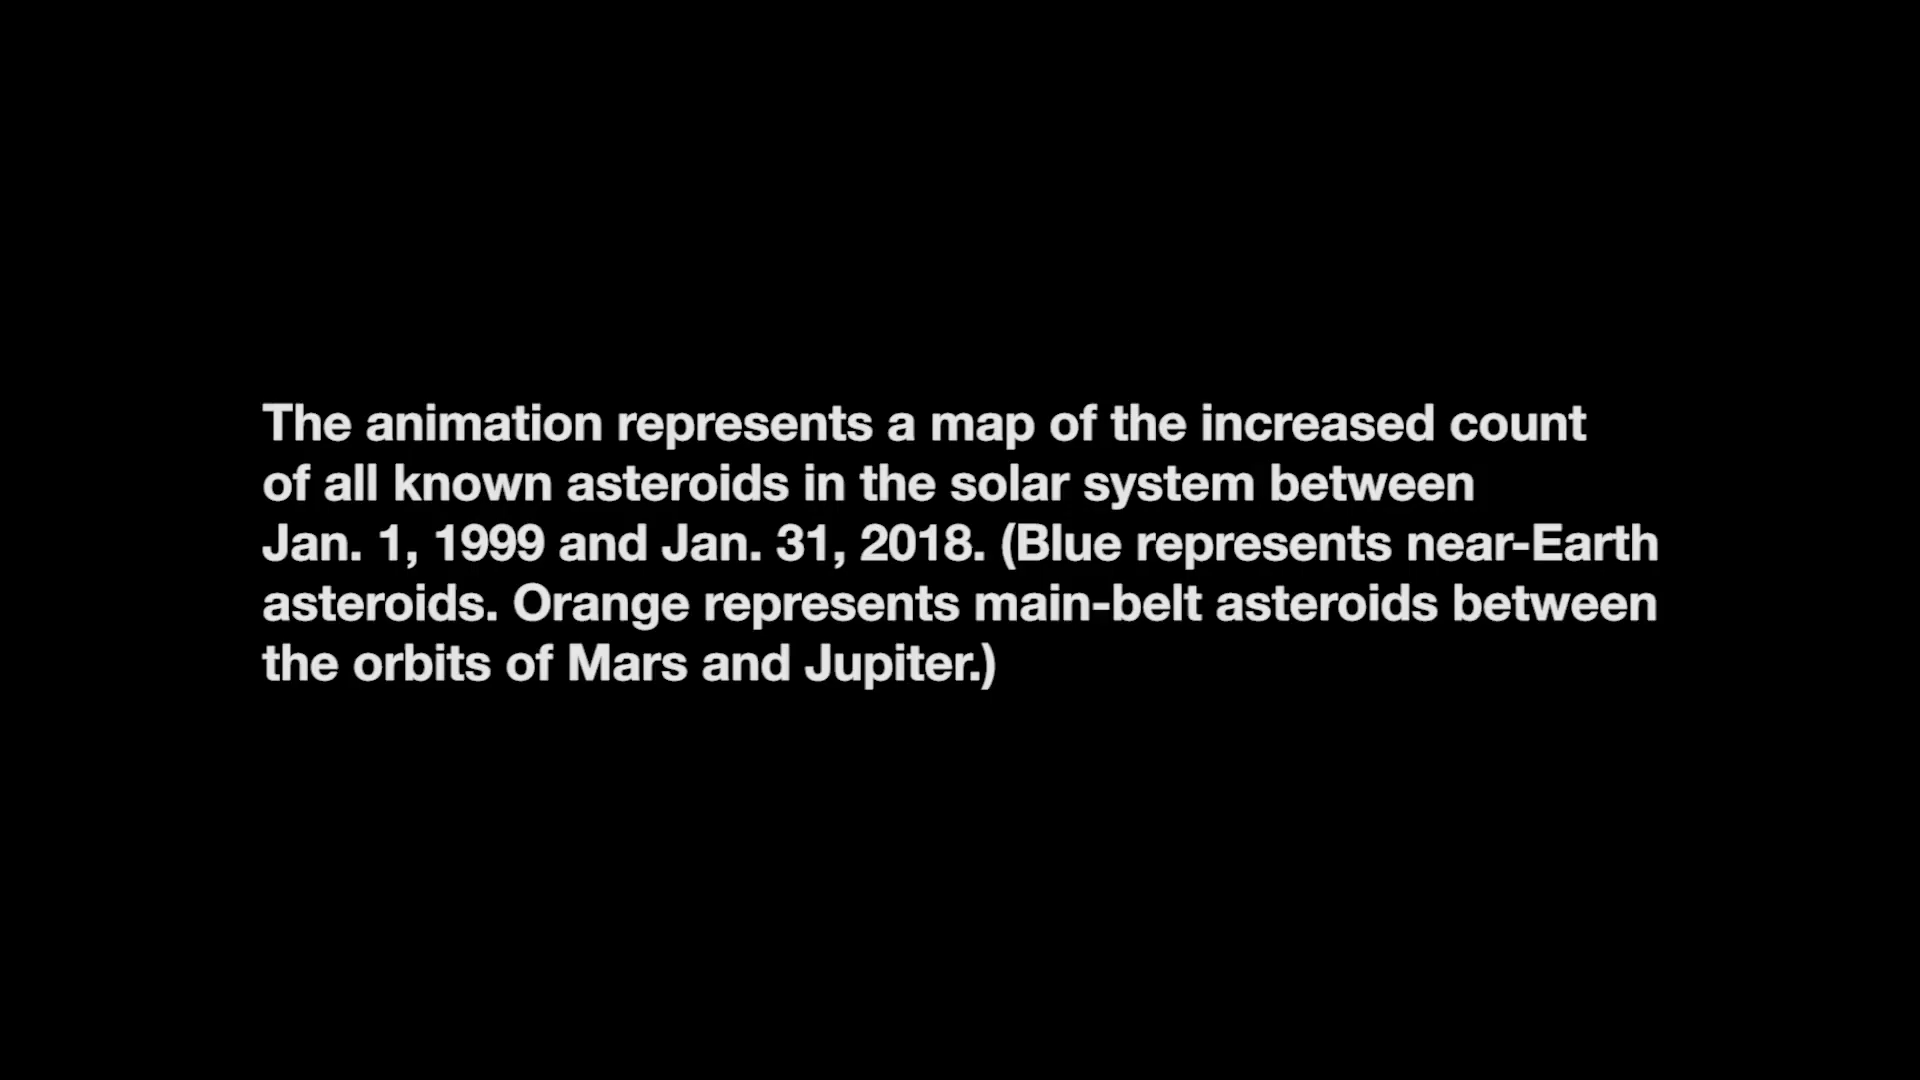 The animation represents a map of the increased count
of all known asteroids in the solar system between
Jan. 1, 1999 and Jan. 31, 2018. (Blue represents near-Earth
asteroids. Orange represents main-belt asteroids between
the orbits of Mars and Jupiter.)